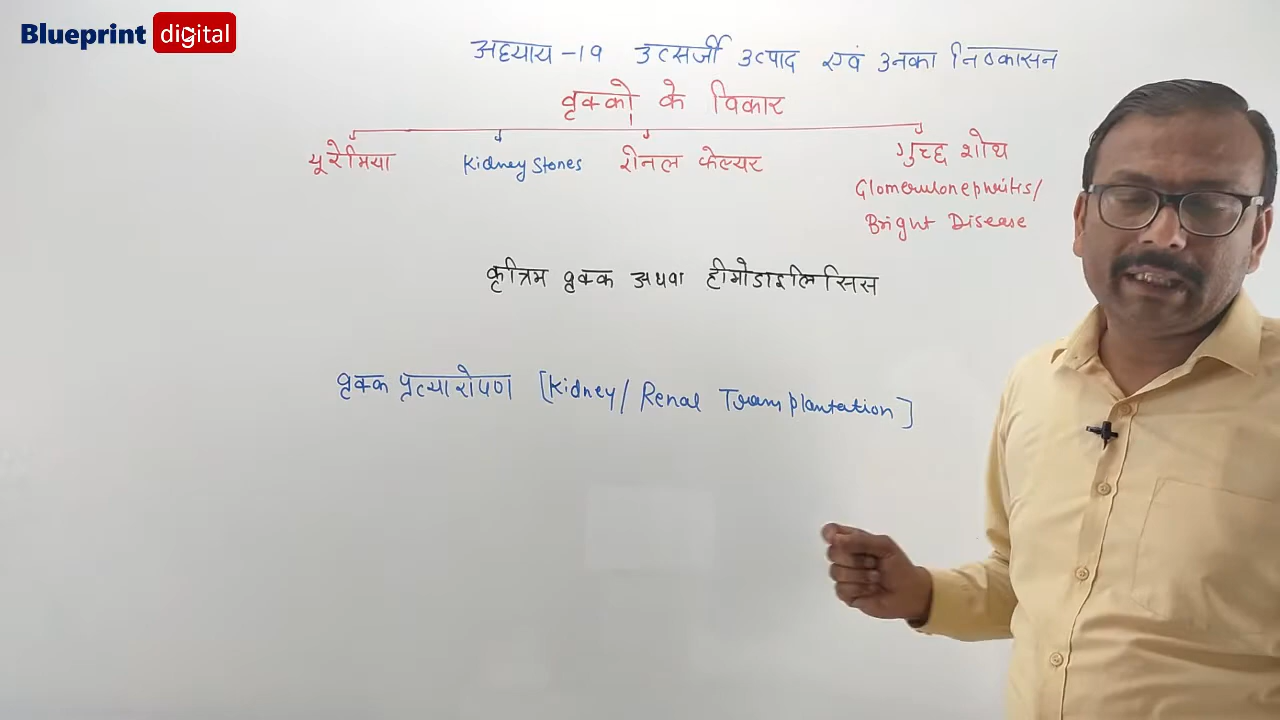 Blueprint digital
अध्याय -19 उत्सर्जी उत्पाद एवं उनका निष्कासन
वृक्कों के विकार
यूरेमिया Kidney Stones रीनल फेल्यर गुच्छ शोथ
Glomerulonephritis/
Bright Disease
कृत्रिम वृक्क अथवा हीमोडाइलिसिस
वृक्क प्रत्यारोपण [Kidney/ Renal Transplantation]